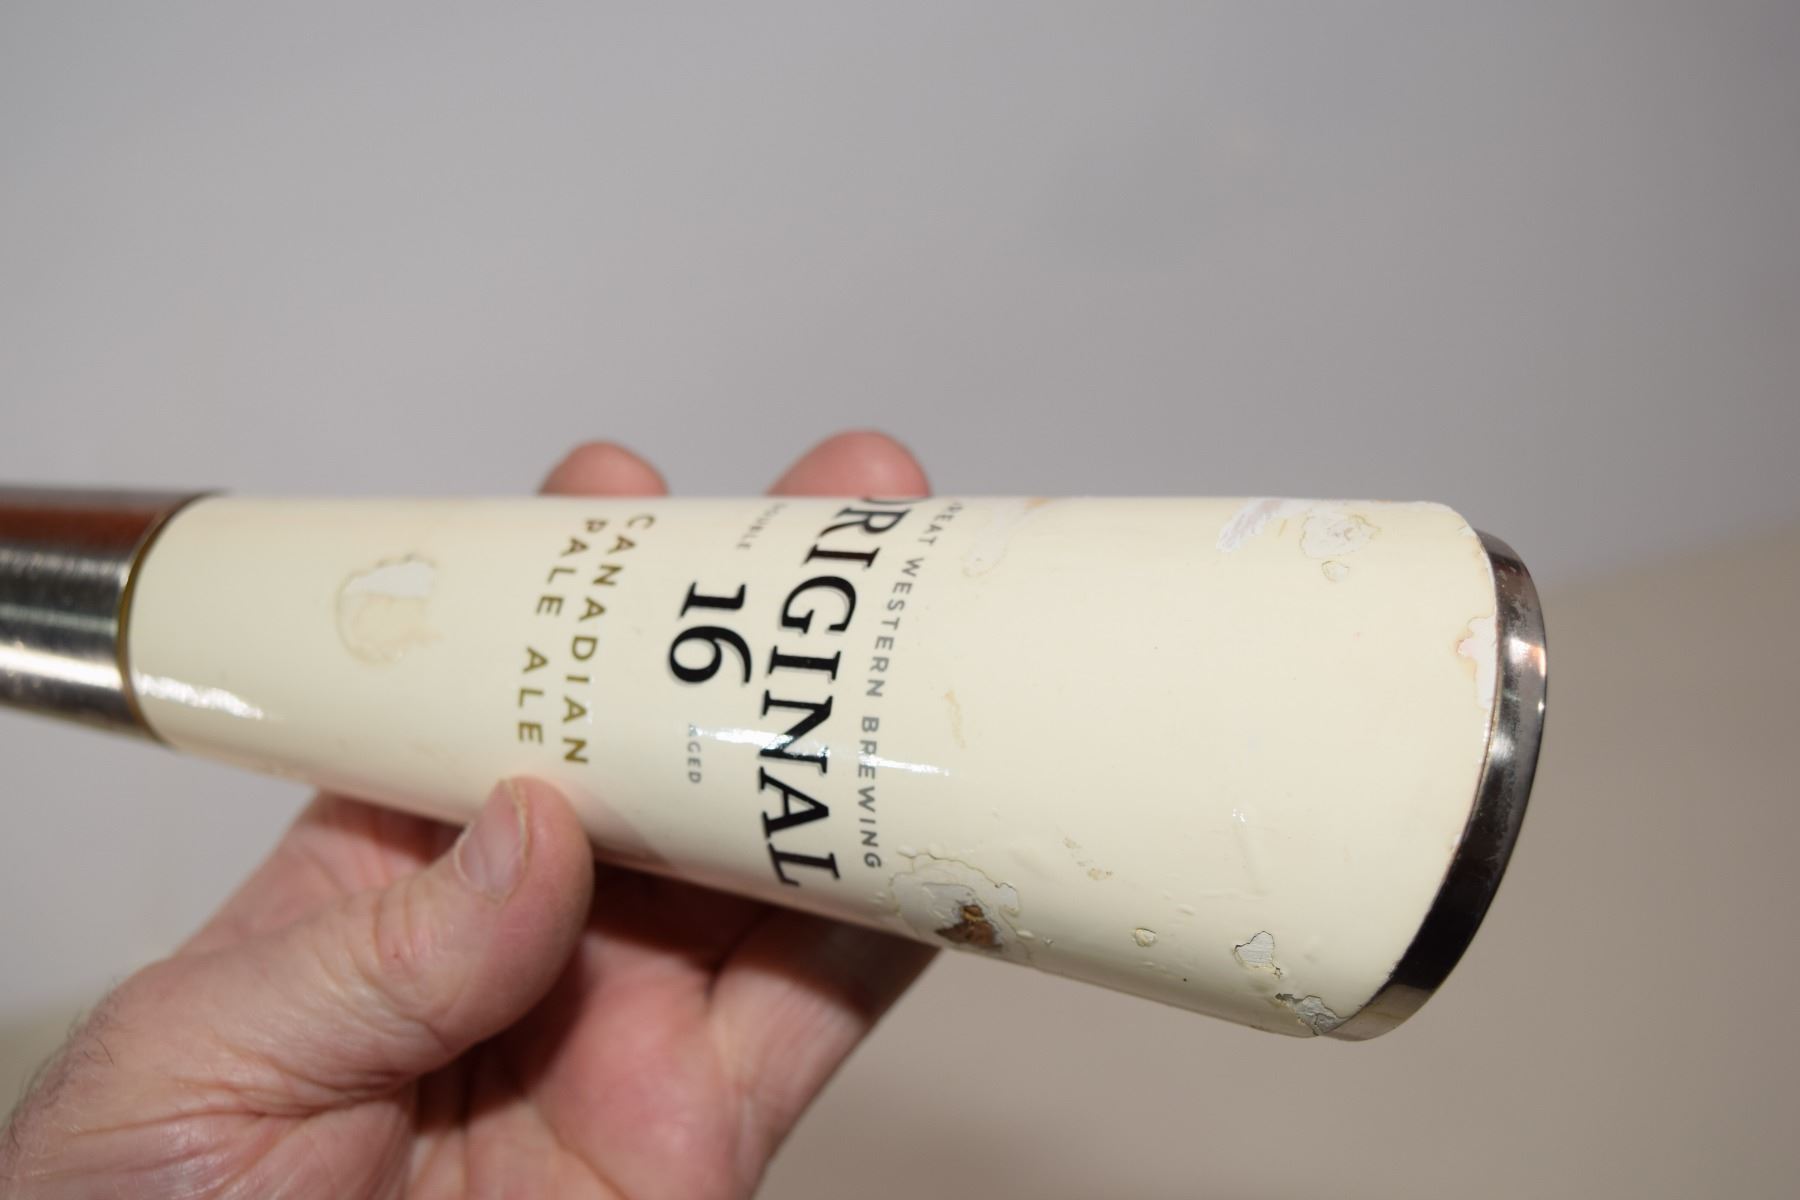 GREAT WESTERN BREWING
ORIGINAL
DOUBLE 16 AGED
CANADIAN
PALE ALE